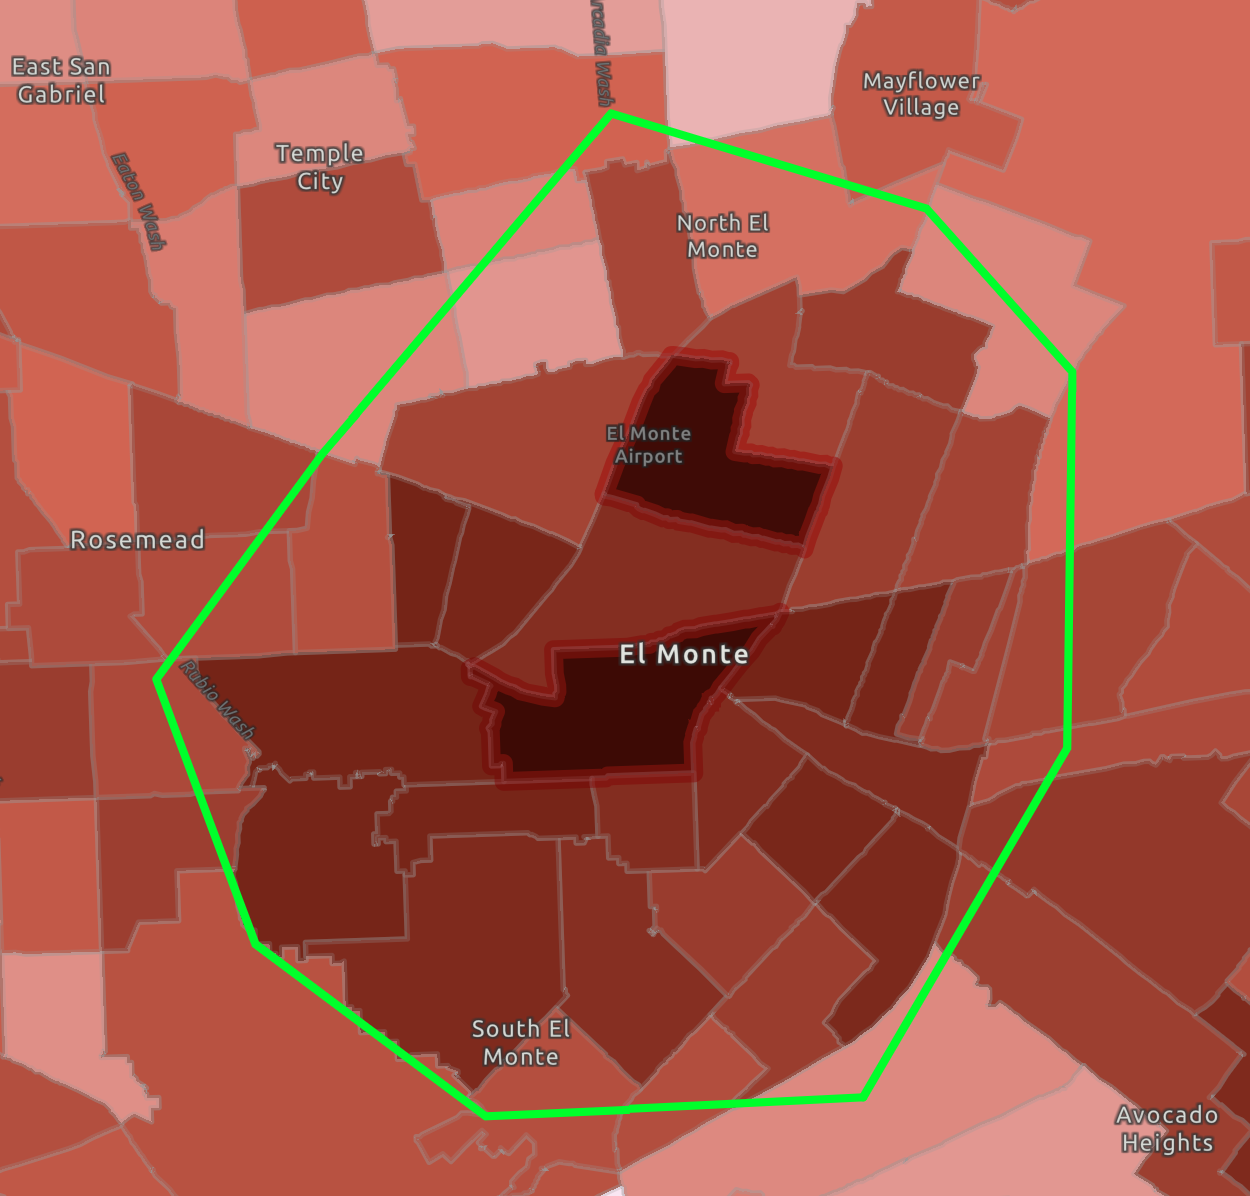 rcadia Wash
East San
Gabriel
Mayflower
Village
Temple
City
Eaton Wash
North El
Monte
El Monte
Airport
Rosemead
El Monte
Rubio Wash
South El
Monte
Avocado
Heights